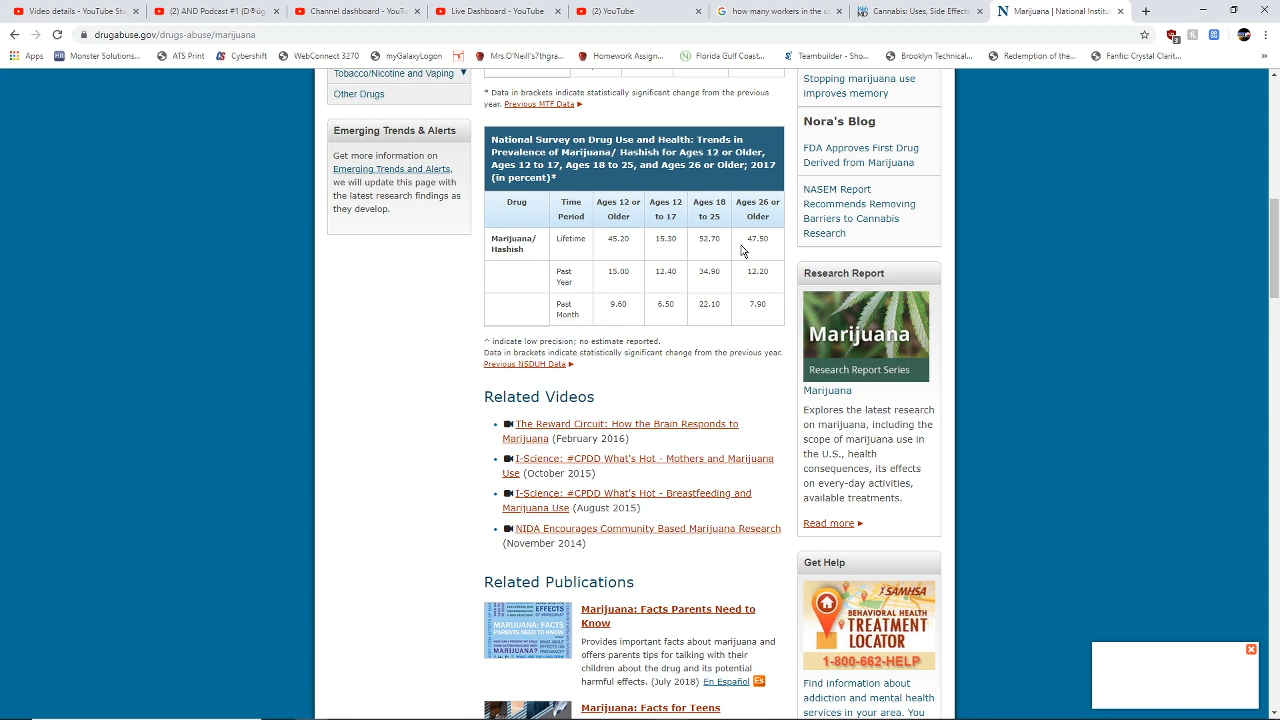 Video details - YouTube Stu
(2) AND Podcast #1 (D®ug
Channel dashboard - YouTu
Live Dashboard - YouTube
(2) YouTube
how many workers in the us
Cannabis: Uses, Side Effects
Marijuana | National Institut
drugabuse.gov/drugs-abuse/marijuana
Apps
Monster Solutions...
ATS Print
Cybershift
WebConnect 3270
myGalaxyLogon
Mrs.O'Neill's7thgra...
Homework Assign...
Florida Gulf Coast...
Teambuilder - Sho...
Brooklyn Technical...
Redemption of the...
Fanfic: Crystal Clarit...
Tobacco/Nicotine and Vaping
Other Drugs
Emerging Trends & Alerts
Get more information on
Emerging Trends and Alerts,
we will update this page with
the latest research findings as
they develop.
* Data in brackets indicate statistically significant change from the previous
year. Previous MTF Data
National Survey on Drug Use and Health: Trends in
Prevalence of Marijuana/ Hashish for Ages 12 or Older,
Ages 12 to 17, Ages 18 to 25, and Ages 26 or Older; 2017
(in percent)*
Drug Time Ages 12 or Ages 12 Ages 18 Ages 26 or
Period Older to 17 to 25 Older
Marijuana/ Lifetime 45.20 15.30 52.70 47.50
Hashish
Past 15.00 12.40 34.90 12.20
Year
Past 9.60 6.50 22.10 7.90
Month
^ indicate low precision; no estimate reported.
Data in brackets indicate statistically significant change from the previous year.
Previous NSDUH Data
Related Videos
The Reward Circuit: How the Brain Responds to
Marijuana (February 2016)
I-Science: #CPDD What's Hot - Mothers and Marijuana
Use (October 2015)
I-Science: #CPDD What's Hot - Breastfeeding and
Marijuana Use (August 2015)
NIDA Encourages Community Based Marijuana Research
(November 2014)
Related Publications
Marijuana: Facts Parents Need to
Know
Provides important facts about marijuana and
offers parents tips for talking with their
children about the drug and its potential
harmful effects. (July 2018) En Español
Marijuana: Facts for Teens
Stopping marijuana use
improves memory
Nora's Blog
FDA Approves First Drug
Derived from Marijuana
NASEM Report
Recommends Removing
Barriers to Cannabis
Research
Research Report
Marijuana
Research Report Series
Marijuana
Explores the latest research
on marijuana, including the
scope of marijuana use in
the U.S., health
consequences, its effects
on every-day activities,
available treatments.
Read more
Get Help
SAMHSA
BEHAVIORAL HEALTH
TREATMENT
LOCATOR
1-800-662-HELP
Find information about
addiction and mental health
services in your area. You